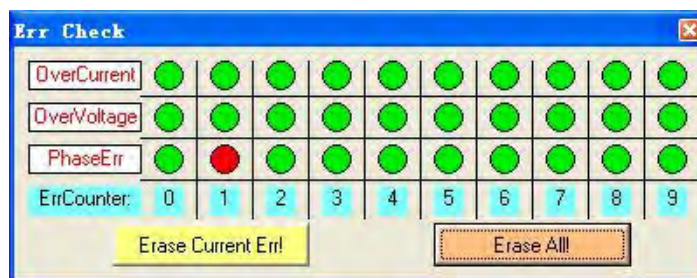 Err Check
OverCurrent
OverVoltage
PhaseErr
ErrCounter: 0 1 2 3 4 5 6 7 8 9
Erase Current Err! Erase All!